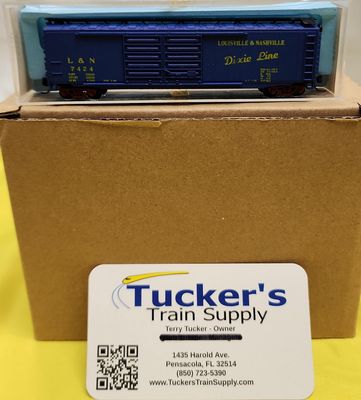 L & N
7424
LOUISVILLE & NASHVILLE
Dixie Line
Tucker's
Train Supply
Terry Tucker - Owner
1435 Harold Ave.
Pensacola, FL 32514
(850) 723-5390
www.TuckersTrainSupply.com